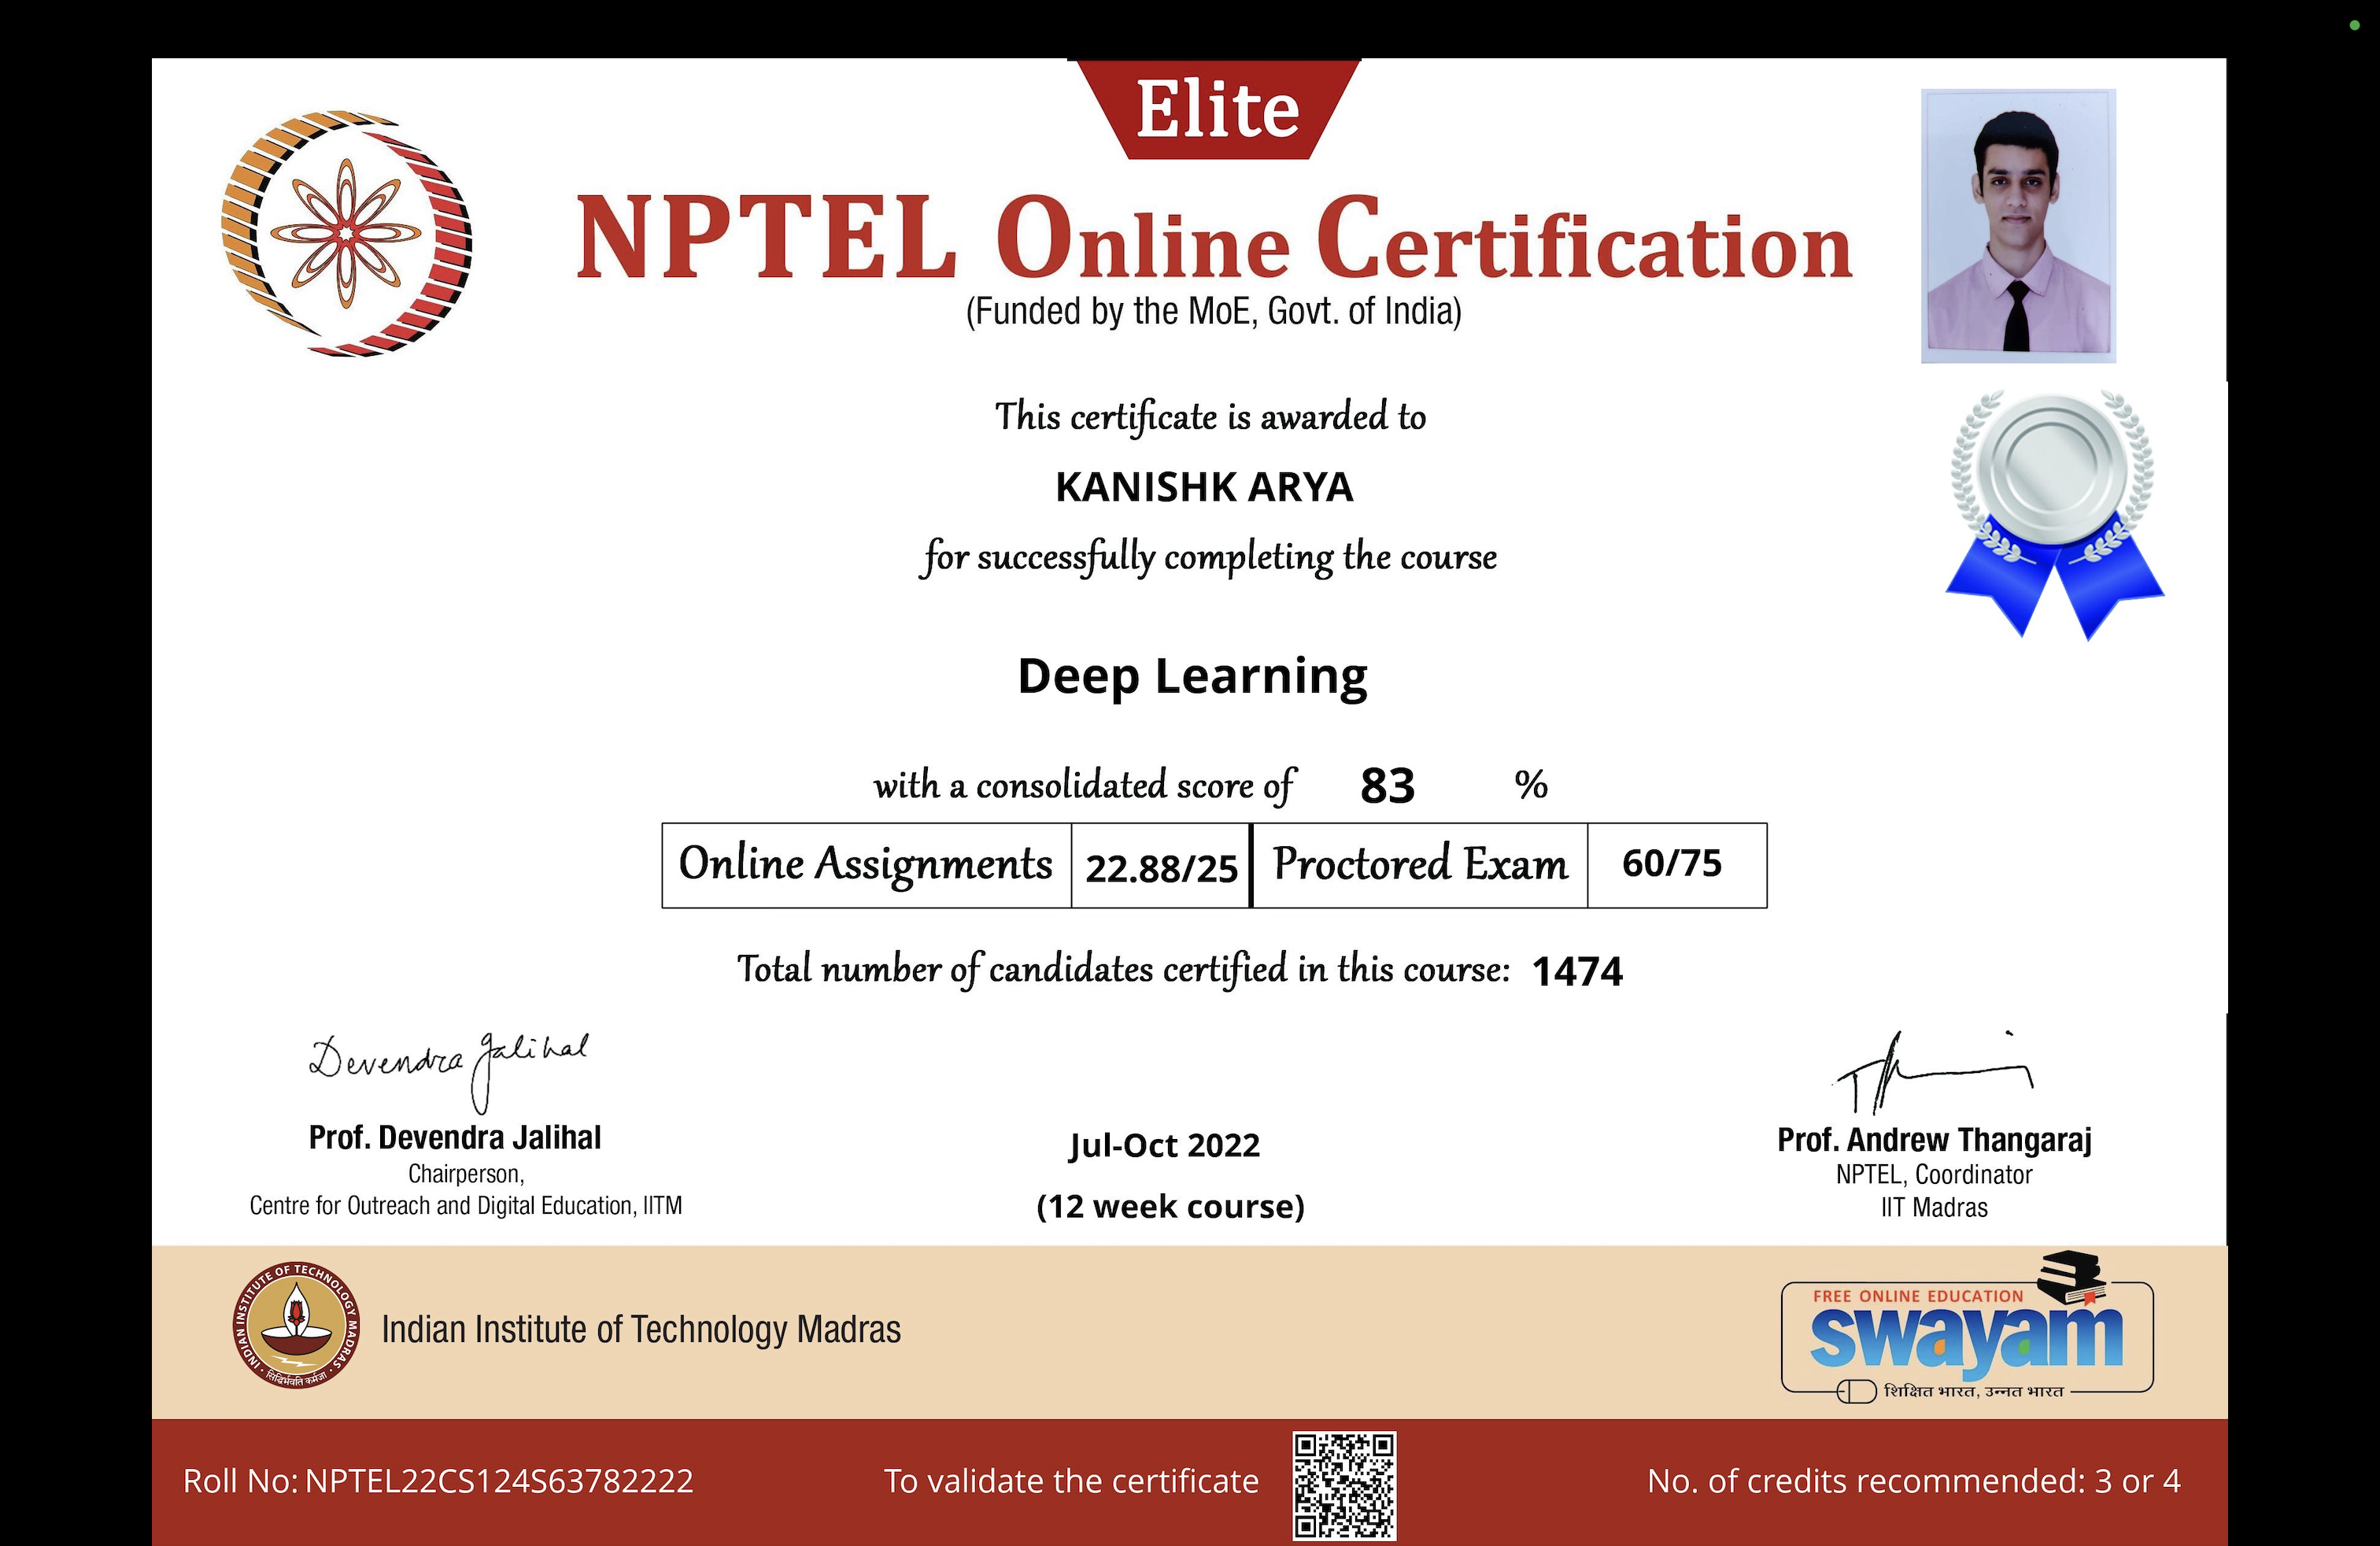 Elite
NPTEL Online Certification
(Funded by the MoE, Govt. of India)
This certificate is awarded to
KANISHK ARYA
for successfully completing the course
Deep Learning
with a consolidated score of 83 %
Online Assignments 22.88/25 Proctored Exam 60/75
Total number of candidates certified in this course: 1474
Devendra Jalihal
Prof. Devendra Jalihal
Chairperson,
Centre for Outreach and Digital Education, IITM
Jul-Oct 2022
(12 week course)
Prof. Andrew Thangaraj
NPTEL, Coordinator
IIT Madras
INDIAN INSTITUTE OF TECHNOLOGY MADRAS
सिद्धिर्भवति कर्मजा
Indian Institute of Technology Madras
FREE ONLINE EDUCATION
swayam
शिक्षित भारत, उन्नत भारत
Roll No: NPTEL22CS124S63782222
To validate the certificate
No. of credits recommended: 3 or 4